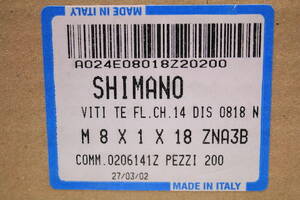 MADE IN ITALY
A024E08018Z20200
SHIMANO
VITI TE FL.CH.14 DIS 0818 N
M 8 X 1 X 18 ZNA3B
COMM.0206141Z PEZZI 200
27/03/02
MADE IN ITALY